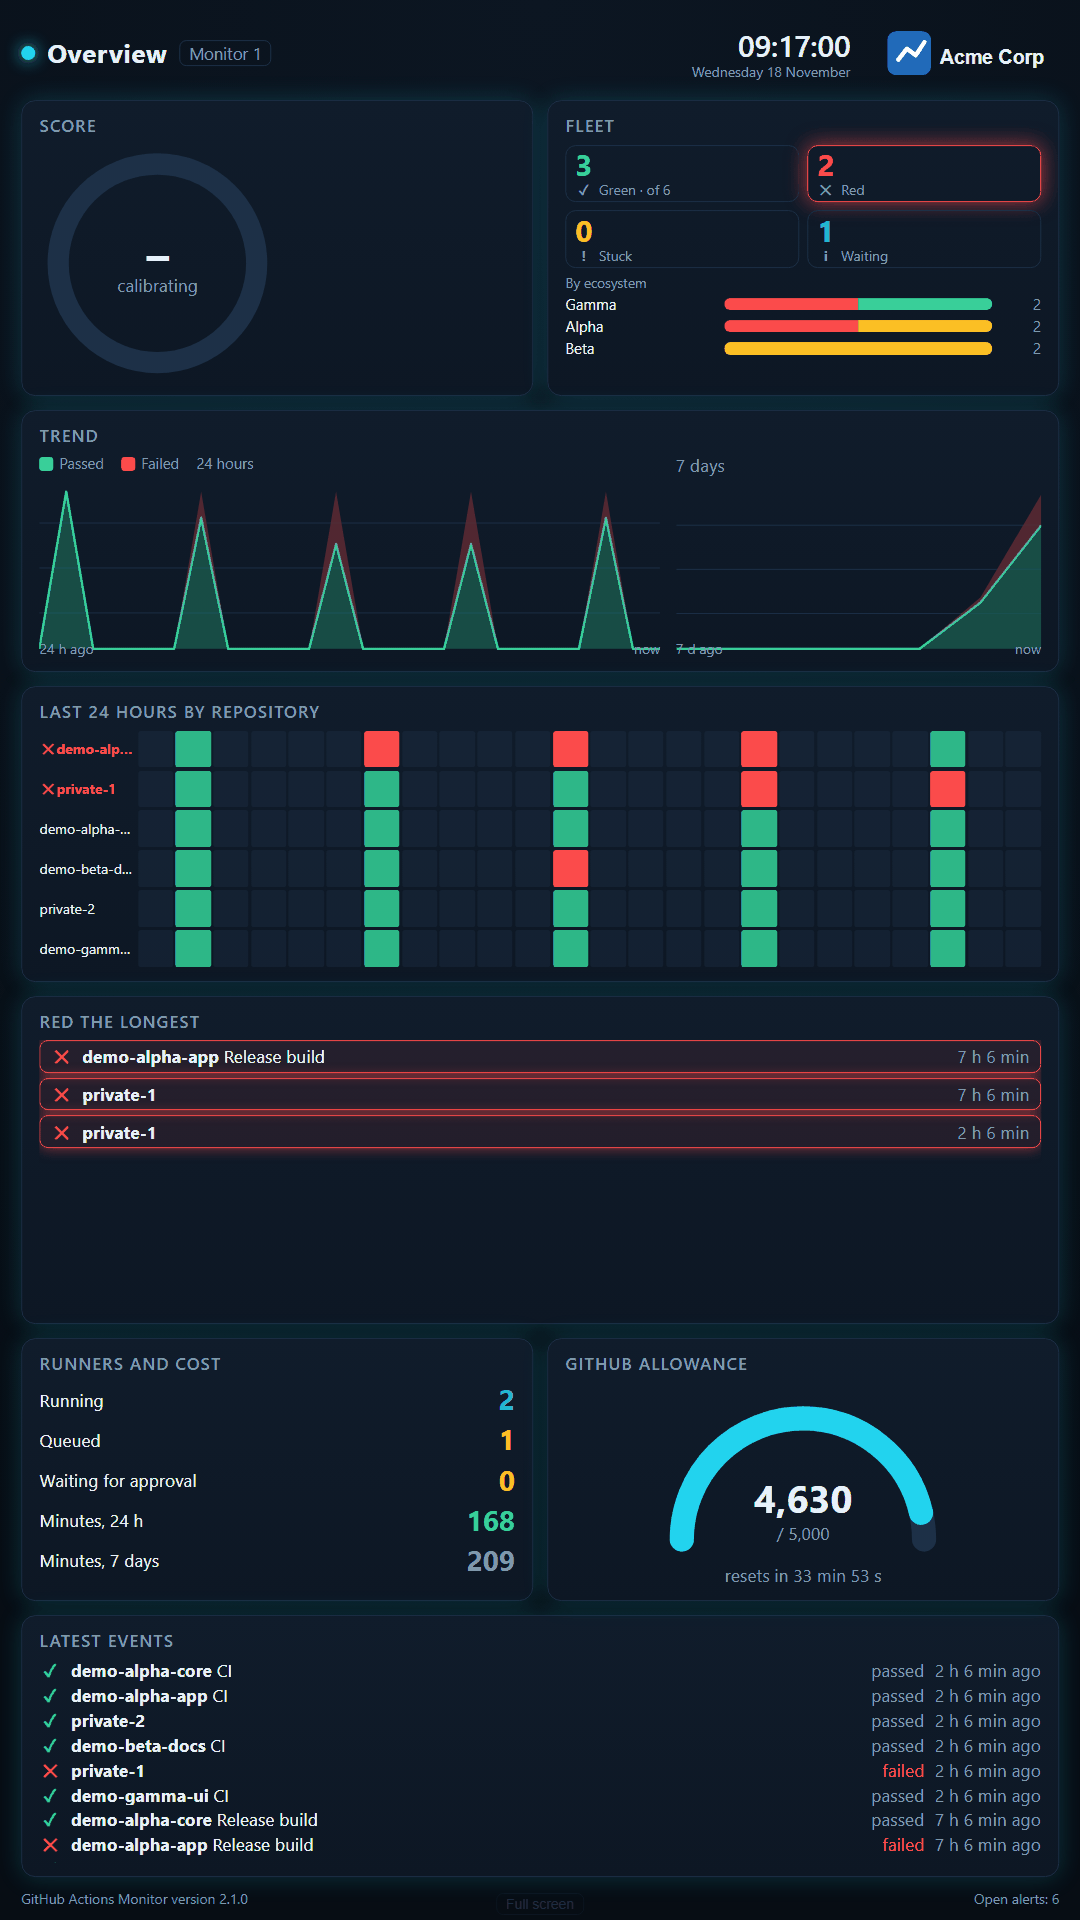 Overview
Monitor 1
09:17:00
Wednesday 18 November
Acme Corp
SCORE
–
calibrating
FLEET
3
✓ Green · of 6
2
✕ Red
0
! Stuck
1
i Waiting
By ecosystem
Gamma 2
Alpha 2
Beta 2
TREND
Passed Failed 24 hours
24 h ago now
7 days
7 d ago now
LAST 24 HOURS BY REPOSITORY
✕ demo-alp...
✕ private-1
demo-alpha-...
demo-beta-d...
private-2
demo-gamm...
RED THE LONGEST
✕ demo-alpha-app Release build 7 h 6 min
✕ private-1 7 h 6 min
✕ private-1 2 h 6 min
RUNNERS AND COST
Running 2
Queued 1
Waiting for approval 0
Minutes, 24 h 168
Minutes, 7 days 209
GITHUB ALLOWANCE
4,630
/ 5,000
resets in 33 min 53 s
LATEST EVENTS
✓ demo-alpha-core CI passed 2 h 6 min ago
✓ demo-alpha-app CI passed 2 h 6 min ago
✓ private-2 passed 2 h 6 min ago
✓ demo-beta-docs CI passed 2 h 6 min ago
✕ private-1 failed 2 h 6 min ago
✓ demo-gamma-ui CI passed 2 h 6 min ago
✓ demo-alpha-core Release build passed 7 h 6 min ago
✕ demo-alpha-app Release build failed 7 h 6 min ago
GitHub Actions Monitor version 2.1.0
Full screen
Open alerts: 6